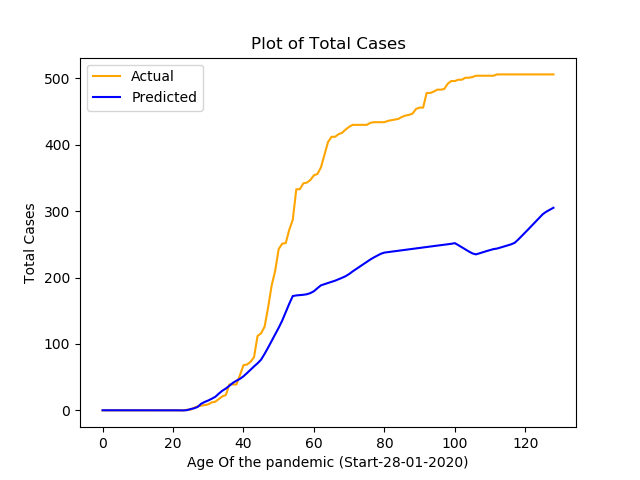 Plot of Total Cases
Actual
Predicted
Total Cases
500
400
300
200
100
0
0 20 40 60 80 100 120
Age Of the pandemic (Start-28-01-2020)